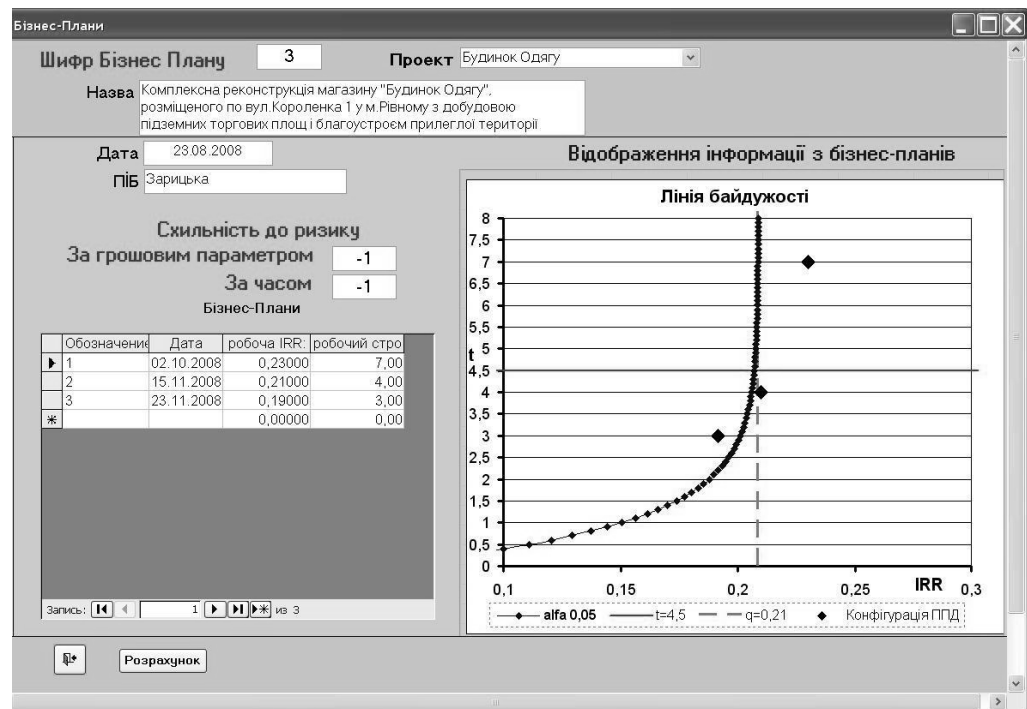 Бізнес-Плани
Шифр Бізнес Плану 3 Проект Будинок Одягу
Назва Комплексна реконструкція магазину "Будинок Одягу",
розміщеного по вул.Короленка 1 у м.Рівному з добудовою
підземних торгових площ і благоустроєм прилеглої території
Дата 23.08.2008
ПІБ Зарицька
Схильність до ризику
За грошовим параметром -1
За часом -1
Бізнес-Плани
Обозначение Дата робоча IRR: робочий стро
1 02.10.2008 0,23000 7,00
2 15.11.2008 0,21000 4,00
3 23.11.2008 0,19000 3,00
0,00000 0,00
Запись: 1 из 3
Відображення інформації з бізнес-планів
Лінія байдужості
8
7,5
7
6,5
6
5,5
t 5
4,5
4
3,5
3
2,5
2
1,5
1
0,5
0
0,1 0,15 0,2 0,25 IRR 0,3
alfa 0,05 t=4,5 q=0,21 Конфігурація ППД
Розрахунок